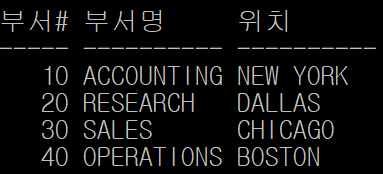 부서# 부서명 위치
----- ---------- ----------
10 ACCOUNTING NEW YORK
20 RESEARCH DALLAS
30 SALES CHICAGO
40 OPERATIONS BOSTON